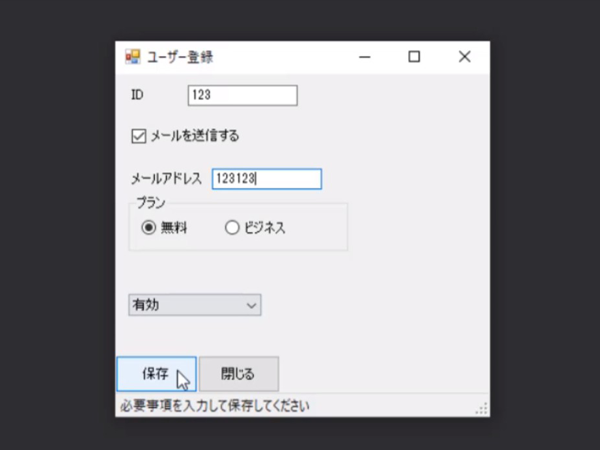 ユーザー登録
ID 123
メールを送信する
メールアドレス 123123
プラン
無料 ビジネス
有効
保存 閉じる
必要事項を入力して保存してください